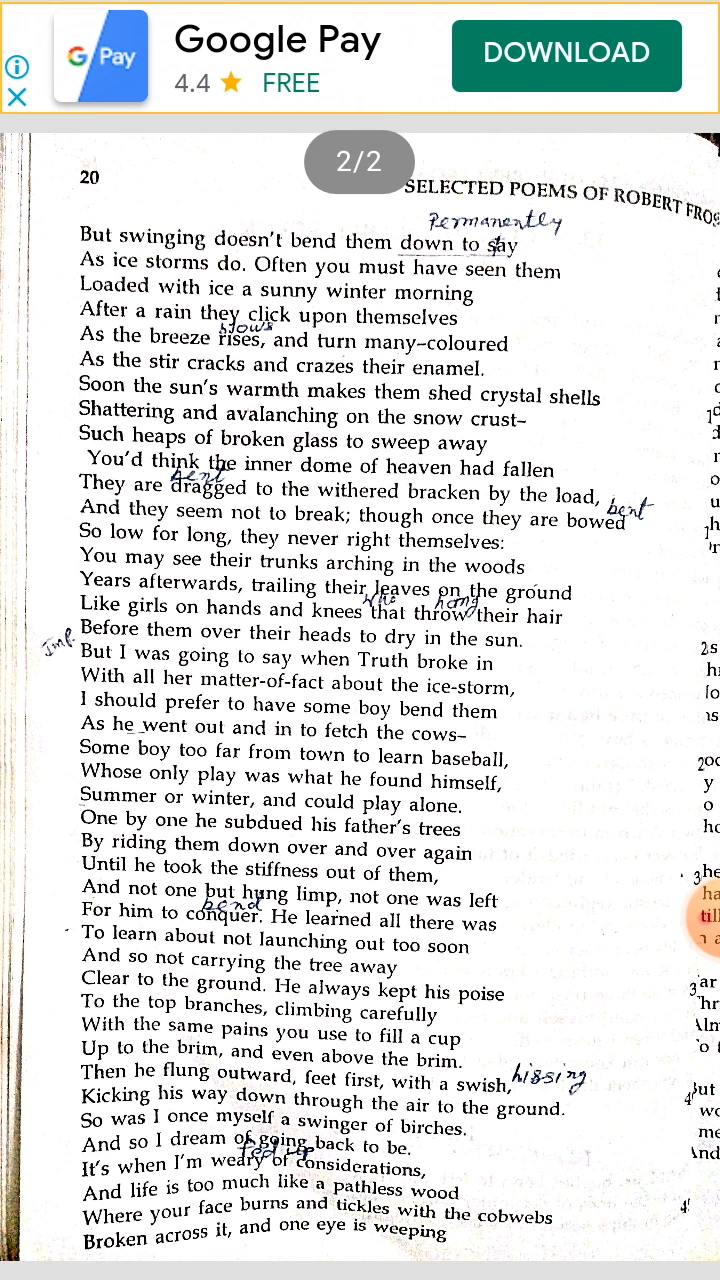 Google Pay
G Pay
4.4 ★ FREE
DOWNLOAD
2/2
20
SELECTED POEMS OF ROBERT FROS
Permanently
But swinging doesn't bend them down to stay
As ice storms do. Often you must have seen them
Loaded with ice a sunny winter morning
After a rain they click upon themselves
blows
As the breeze rises, and turn many-coloured
As the stir cracks and crazes their enamel.
Soon the sun's warmth makes them shed crystal shells
Shattering and avalanching on the snow crust–
Such heaps of broken glass to sweep away
You'd think the inner dome of heaven had fallen
bent
They are dragged to the withered bracken by the load,
bent
And they seem not to break; though once they are bowed
So low for long, they never right themselves:
You may see their trunks arching in the woods
Years afterwards, trailing their leaves on the ground
who hang
Like girls on hands and knees that throw their hair
Before them over their heads to dry in the sun.
Imp.
But I was going to say when Truth broke in
With all her matter-of-fact about the ice-storm,
I should prefer to have some boy bend them
As he went out and in to fetch the cows–
Some boy too far from town to learn baseball,
Whose only play was what he found himself,
Summer or winter, and could play alone.
One by one he subdued his father's trees
By riding them down over and over again
Until he took the stiffness out of them,
And not one but hung limp, not one was left
bend
For him to conquer. He learned all there was
To learn about not launching out too soon
And so not carrying the tree away
Clear to the ground. He always kept his poise
To the top branches, climbing carefully
With the same pains you use to fill a cup
Up to the brim, and even above the brim.
Then he flung outward, feet first, with a swish,
hissing
Kicking his way down through the air to the ground.
So was I once myself a swinger of birches.
And so I dream of going back to be.
Feed up
It's when I'm weary of considerations,
And life is too much like a pathless wood
Where your face burns and tickles with the cobwebs
Broken across it, and one eye is weeping